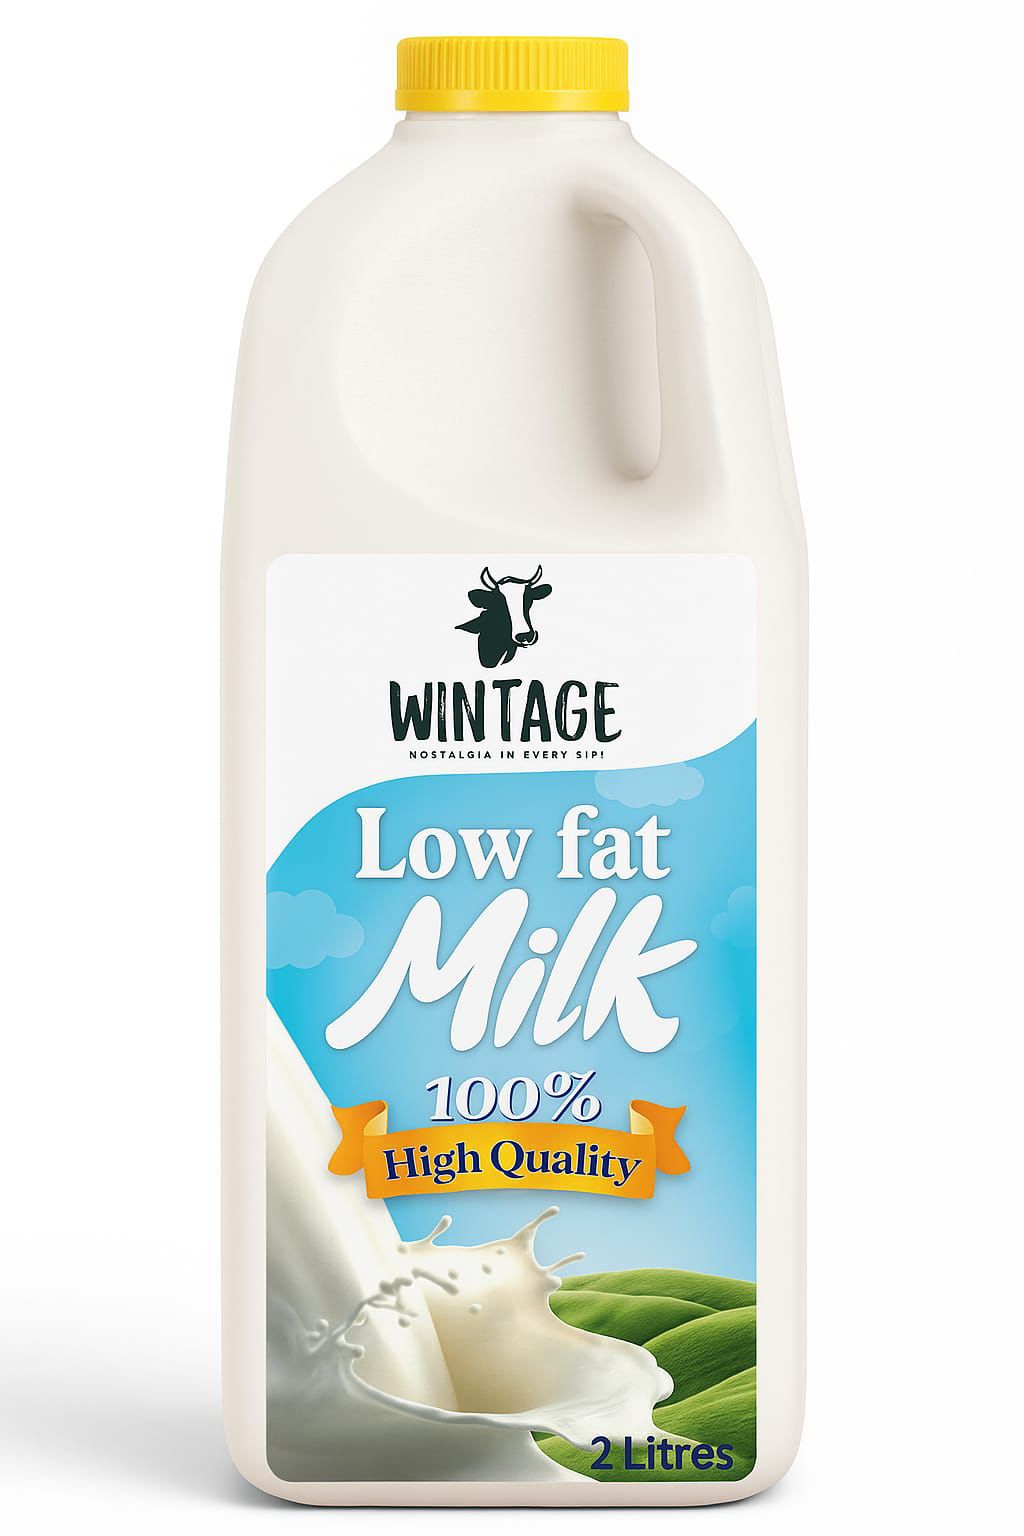 WINTAGE
NOSTALGIA IN EVERY SIP!
Low fat
Milk
100%
High Quality
2 Litres